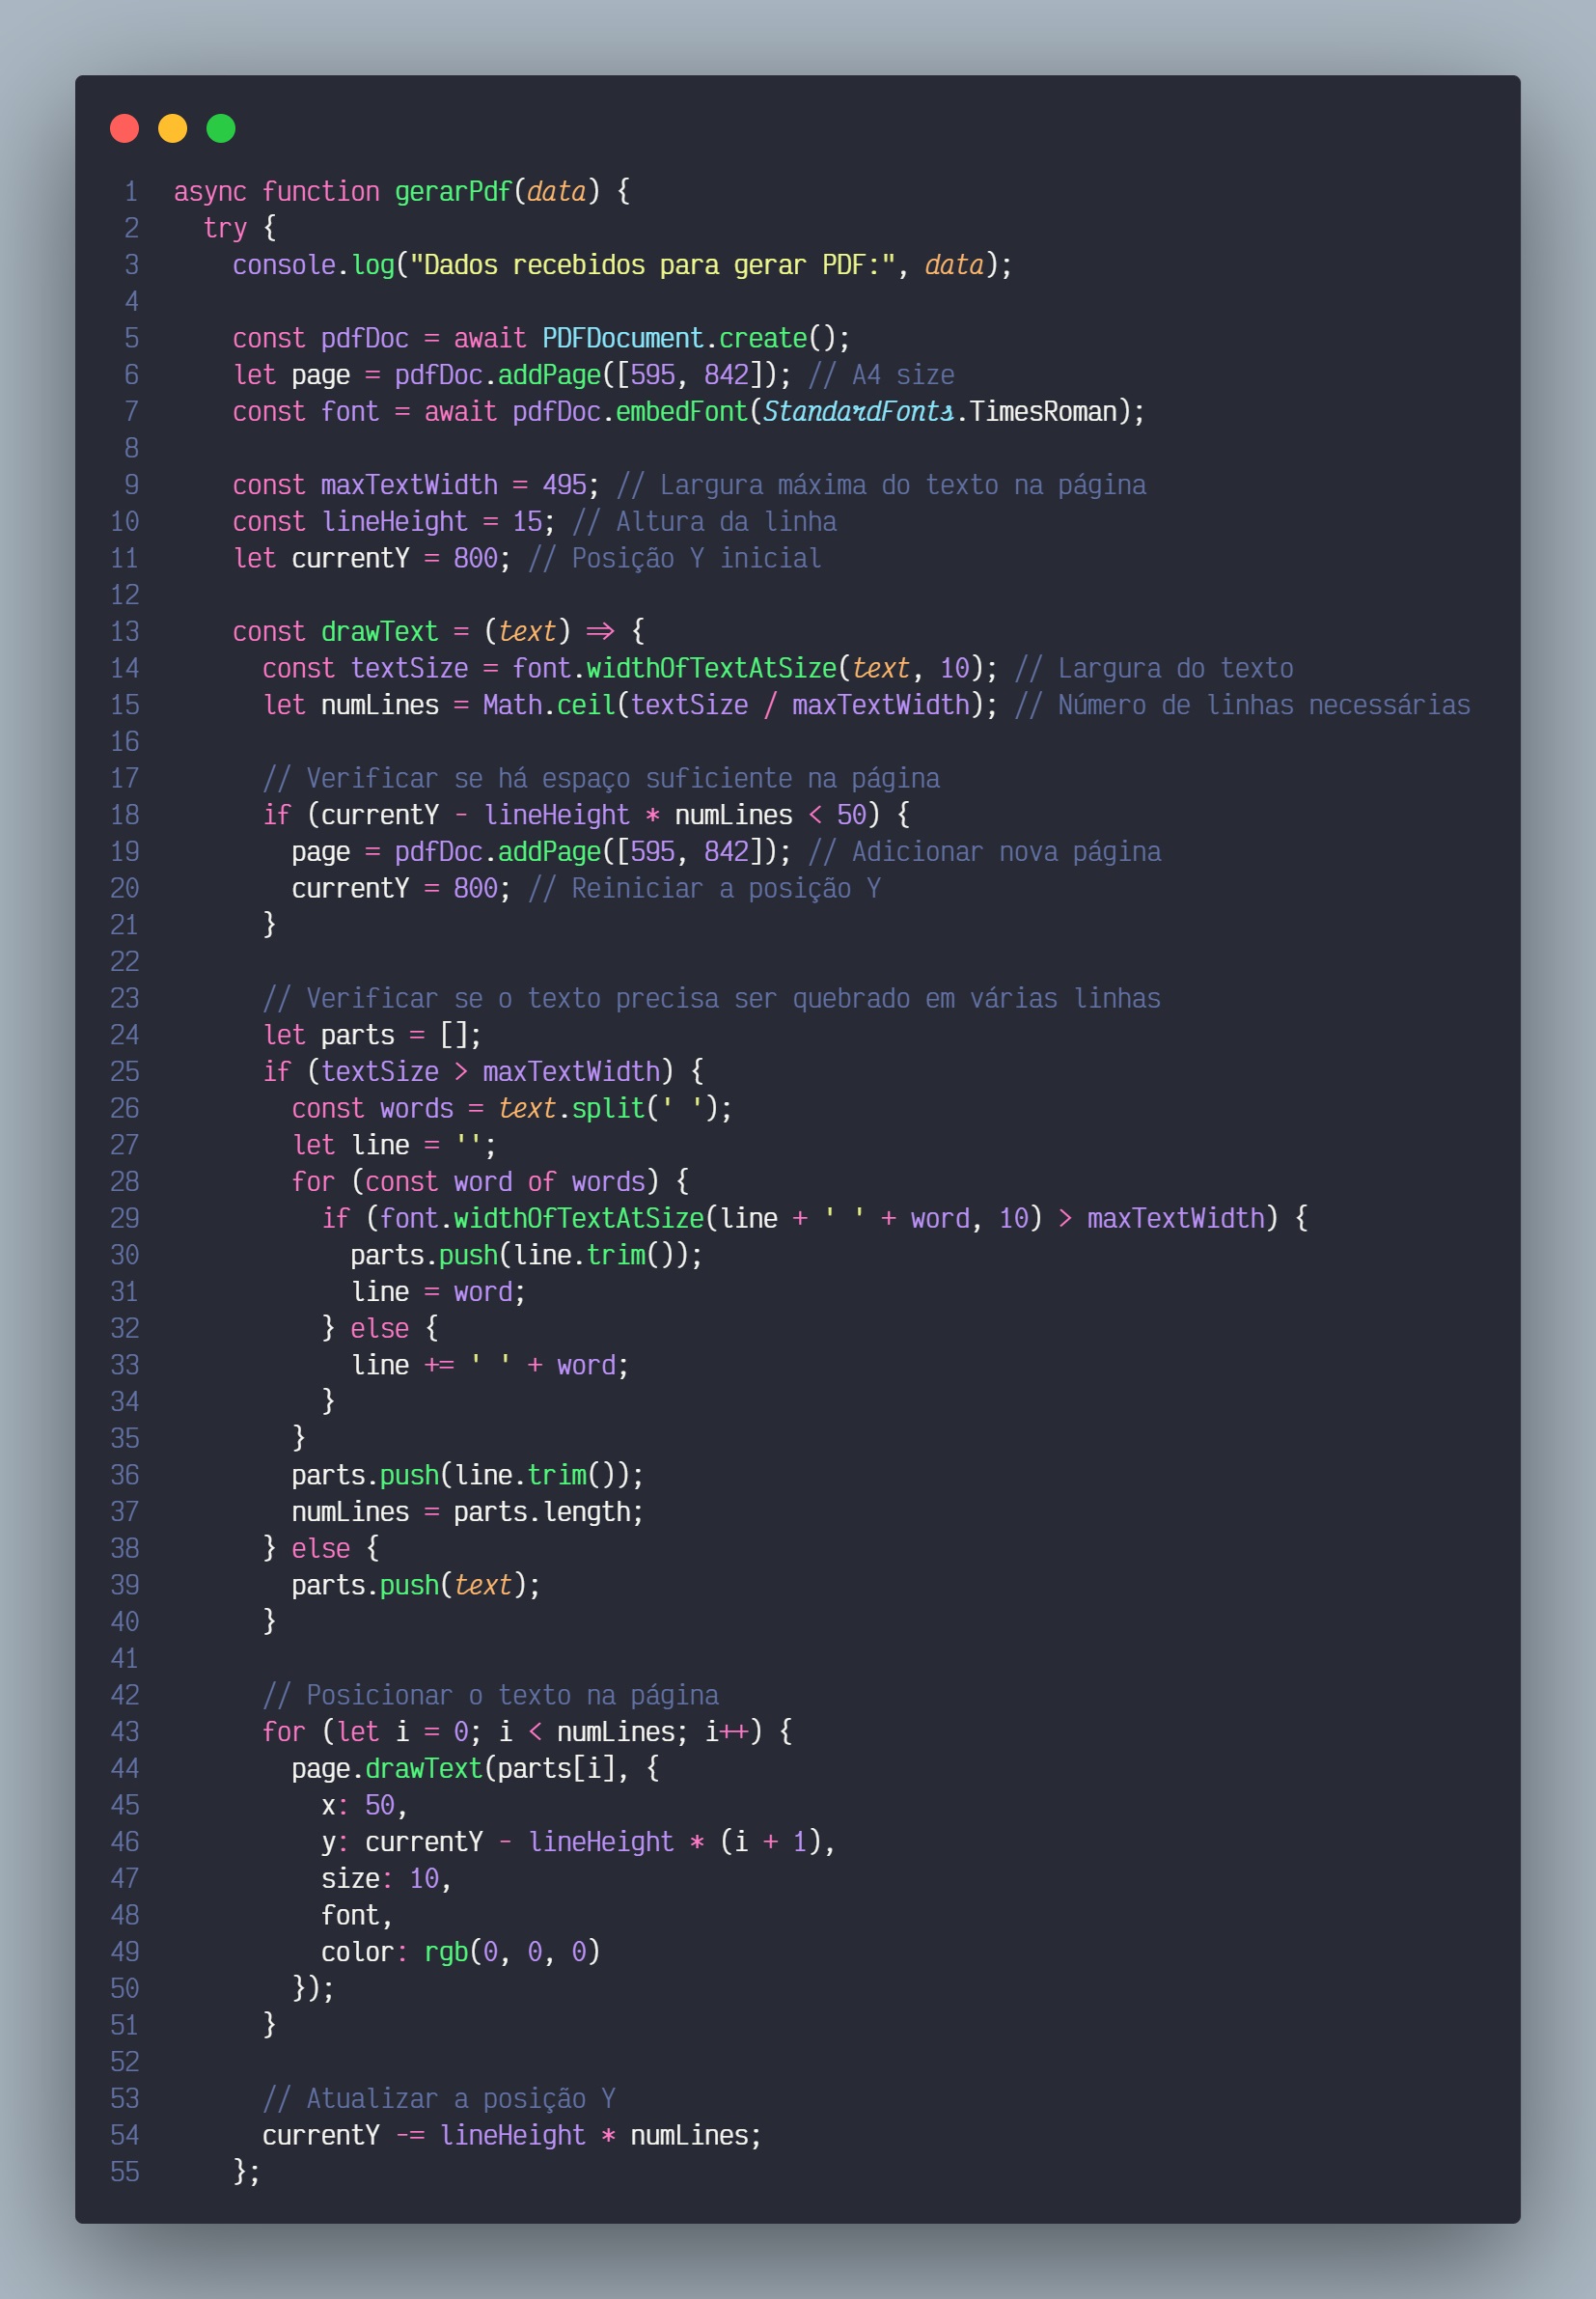 1 async function gerarPdf(data) {
2   try {
3     console.log("Dados recebidos para gerar PDF:", data);
4
5     const pdfDoc = await PDFDocument.create();
6     let page = pdfDoc.addPage([595, 842]); // A4 size
7     const font = await pdfDoc.embedFont(StandardFonts.TimesRoman);
8
9     const maxTextWidth = 495; // Largura máxima do texto na página
10     const lineHeight = 15; // Altura da linha
11     let currentY = 800; // Posição Y inicial
12
13     const drawText = (text) => {
14       const textSize = font.widthOfTextAtSize(text, 10); // Largura do texto
15       let numLines = Math.ceil(textSize / maxTextWidth); // Número de linhas necessárias
16
17       // Verificar se há espaço suficiente na página
18       if (currentY - lineHeight * numLines < 50) {
19         page = pdfDoc.addPage([595, 842]); // Adicionar nova página
20         currentY = 800; // Reiniciar a posição Y
21       }
22
23       // Verificar se o texto precisa ser quebrado em várias linhas
24       let parts = [];
25       if (textSize > maxTextWidth) {
26         const words = text.split(' ');
27         let line = '';
28         for (const word of words) {
29           if (font.widthOfTextAtSize(line + ' ' + word, 10) > maxTextWidth) {
30             parts.push(line.trim());
31             line = word;
32           } else {
33             line += ' ' + word;
34           }
35         }
36         parts.push(line.trim());
37         numLines = parts.length;
38       } else {
39         parts.push(text);
40       }
41
42       // Posicionar o texto na página
43       for (let i = 0; i < numLines; i++) {
44         page.drawText(parts[i], {
45           x: 50,
46           y: currentY - lineHeight * (i + 1),
47           size: 10,
48           font,
49           color: rgb(0, 0, 0)
50         });
51       }
52
53       // Atualizar a posição Y
54       currentY -= lineHeight * numLines;
55     };